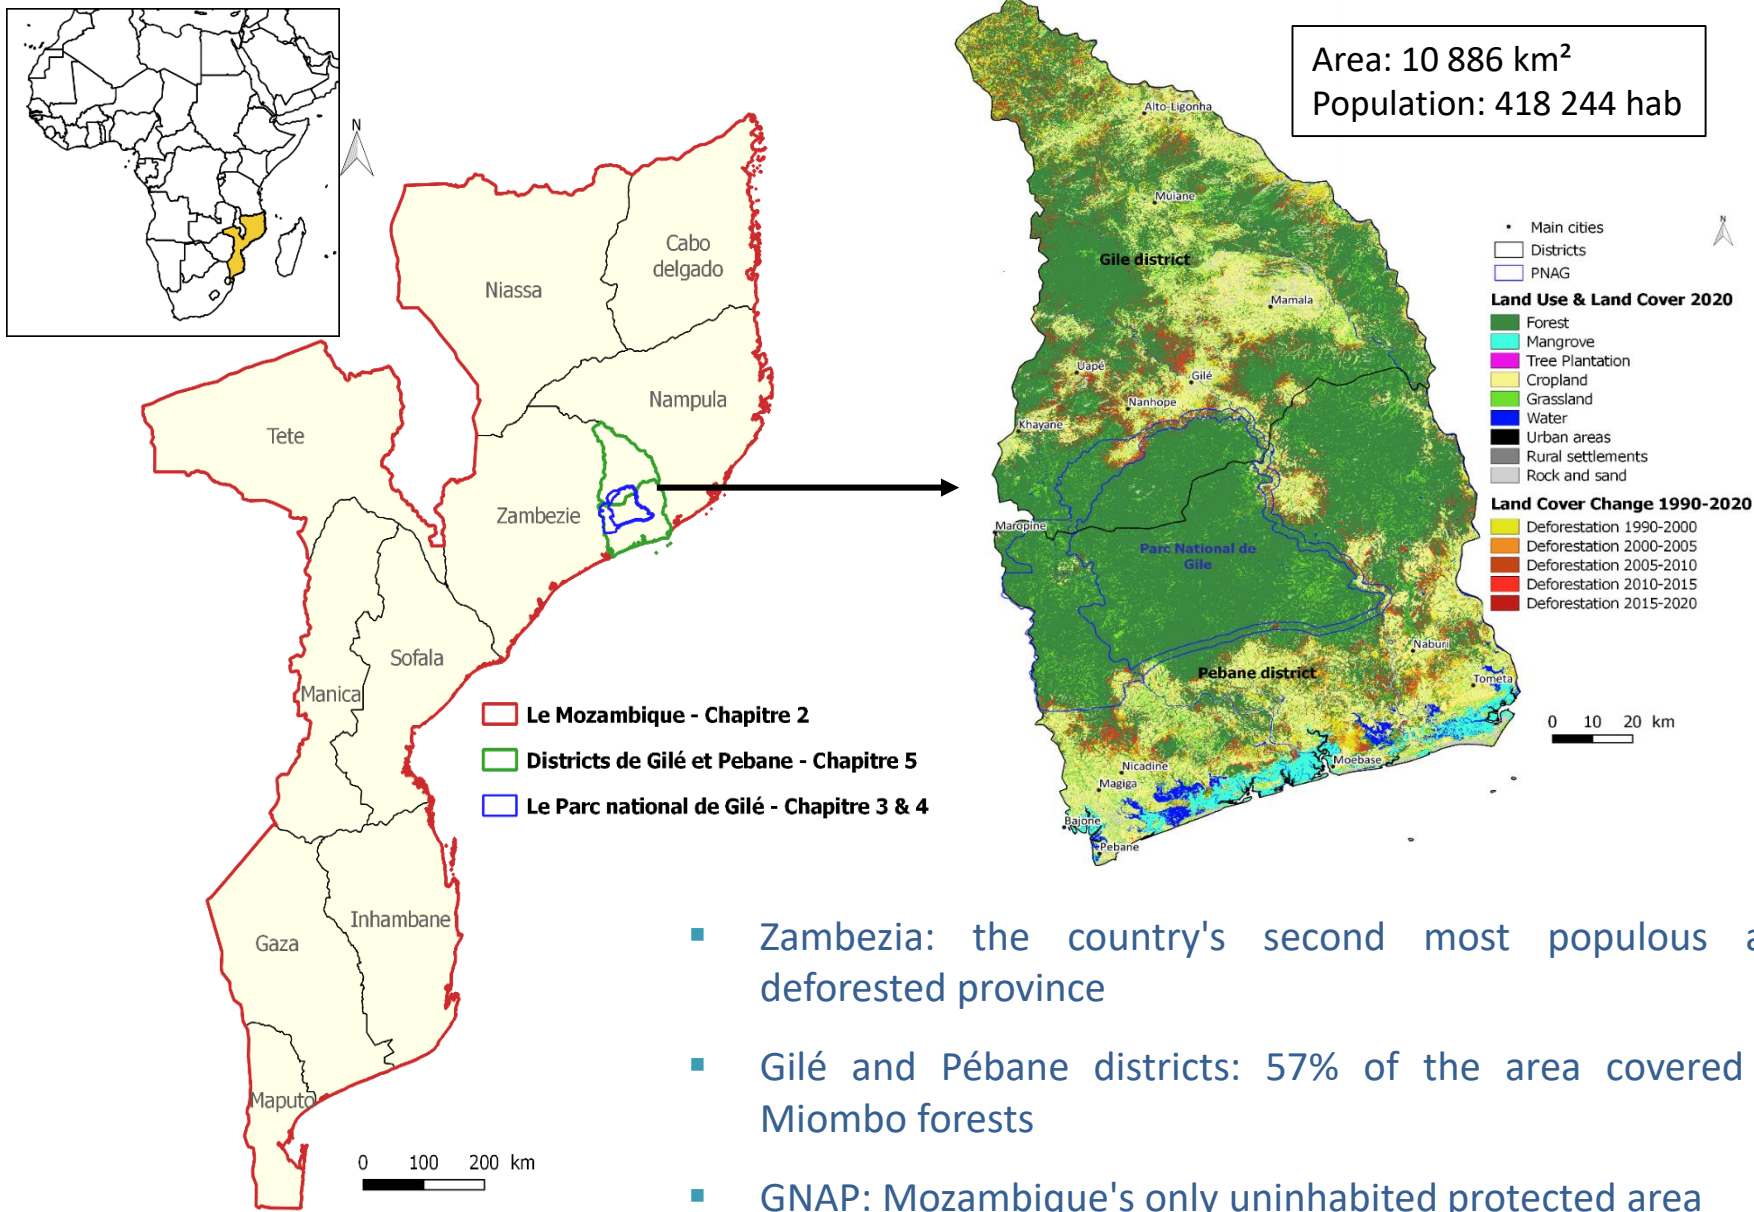 N
Niassa
Cabo
delgado
Nampula
Tete
Zambezie
Sofala
Manica
Inhambane
Gaza
Maputo
Le Mozambique - Chapitre 2
Districts de Gilé et Pebane - Chapitre 5
Le Parc national de Gilé - Chapitre 3 & 4
0 100 200 km
Area: 10 886 km²
Population: 418 244 hab
Alto-Ligonha
Muiane
Gile district
Mamala
Uapé
Gilé
Nanhope
Khayane
Maropine
Parc National de
Gile
Naburi
Pebane district
Tometa
Nicadine
Moebase
Magiga
Bajone
Pebane
N
Main cities
Districts
PNAG
Land Use & Land Cover 2020
Forest
Mangrove
Tree Plantation
Cropland
Grassland
Water
Urban areas
Rural settlements
Rock and sand
Land Cover Change 1990-2020
Deforestation 1990-2000
Deforestation 2000-2005
Deforestation 2005-2010
Deforestation 2010-2015
Deforestation 2015-2020
0 10 20 km
▪ Zambezia: the country's second most populous
deforested province
▪ Gilé and Pébane districts: 57% of the area covered
Miombo forests
▪ GNAP: Mozambique's only uninhabited protected area